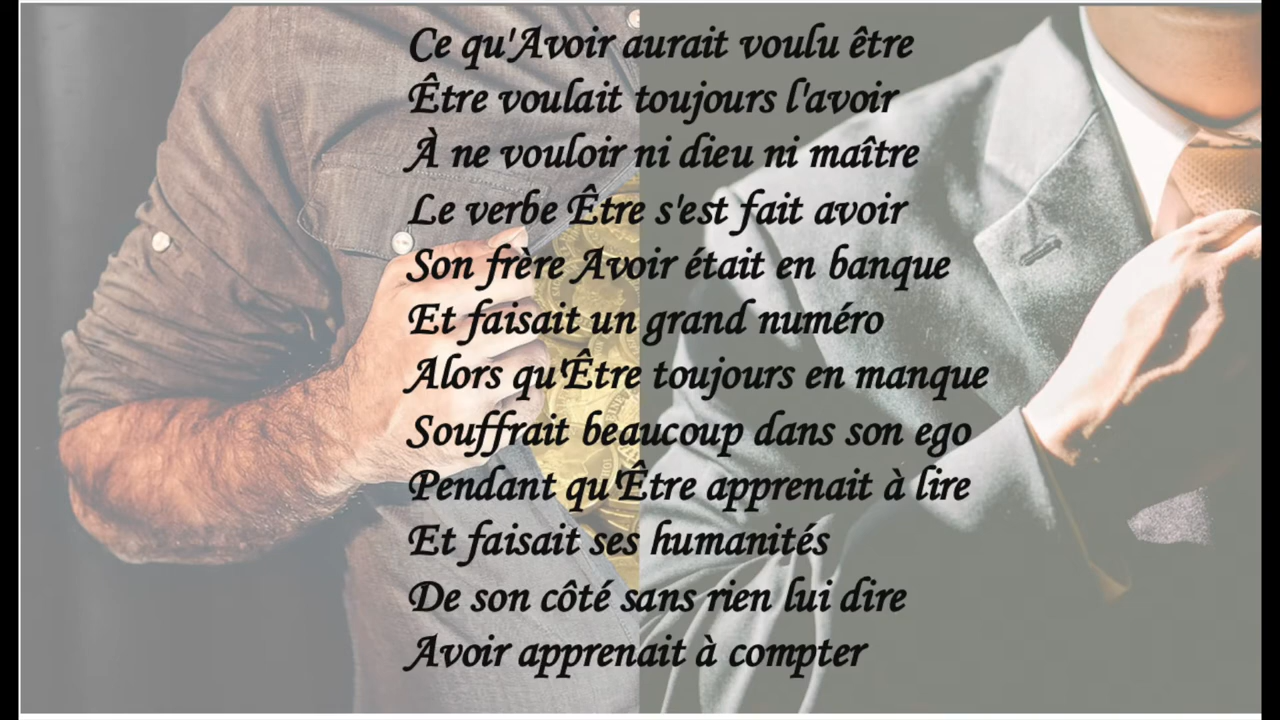 Ce qu'Avoir aurait voulu être
Être voulait toujours l'avoir
À ne vouloir ni dieu ni maître
Le verbe Être s'est fait avoir
Son frère Avoir était en banque
Et faisait un grand numéro
Alors qu'Être toujours en manque
Souffrait beaucoup dans son ego
Pendant qu'Être apprenait à lire
Et faisait ses humanités
De son côté sans rien lui dire
Avoir apprenait à compter